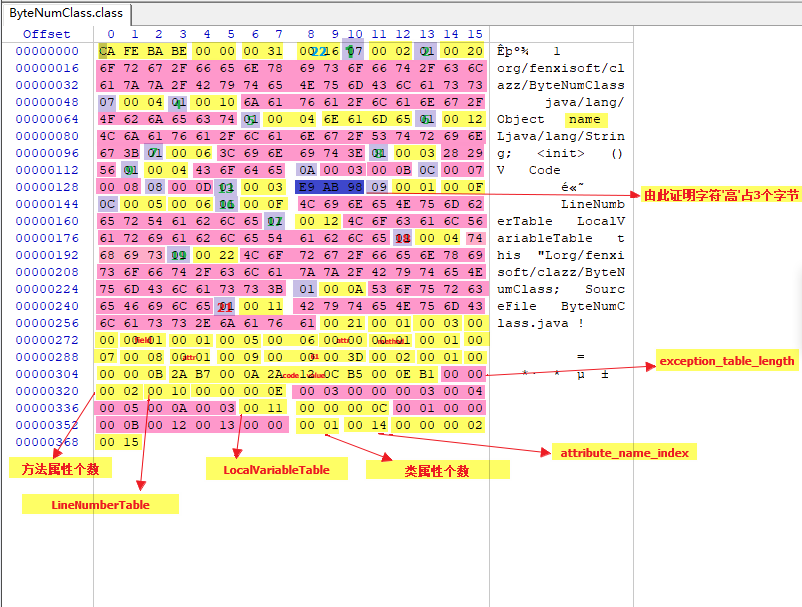 ByteNumClass.class
Offset 0 1 2 3 4 5 6 7 8 9 10 11 12 13 14 15
00000000 CA FE BA BE 00 00 00 31 00 16 07 00 02 01 00 20 Êþº¾ 1
00000016 6F 72 67 2F 66 65 6E 78 69 73 6F 66 74 2F 63 6C org/fenxisoft/cl
00000032 61 7A 7A 2F 42 79 74 65 4E 75 6D 43 6C 61 73 73 azz/ByteNumClass
00000048 07 00 04 01 00 10 6A 61 76 61 2F 6C 61 6E 67 2F java/lang/
00000064 4F 62 6A 65 63 74 01 00 04 6E 61 6D 65 01 00 12 Object name
00000080 4C 6A 61 76 61 2F 6C 61 6E 67 2F 53 74 72 69 6E Ljava/lang/Strin
00000096 67 3B 01 00 06 3C 69 6E 69 74 3E 01 00 03 28 29 g; <init> ()
00000112 56 01 00 04 43 6F 64 65 0A 00 03 00 0B 0C 00 07 V Code
00000128 00 08 08 00 0D 01 00 03 E9 AB 98 09 00 01 00 0F é«˜
由此证明字符'高'占3个字节
00000144 0C 00 05 00 06 01 00 0F 4C 69 6E 65 4E 75 6D 62 LineNumb
00000160 65 72 54 61 62 6C 65 01 00 12 4C 6F 63 61 6C 56 erTable LocalV
00000176 61 72 69 61 62 6C 65 54 61 62 6C 65 01 00 04 74 ariableTable t
00000192 68 69 73 01 00 22 4C 6F 72 67 2F 66 65 6E 78 69 his "Lorg/fenxi
00000208 73 6F 66 74 2F 63 6C 61 7A 7A 2F 42 79 74 65 4E soft/clazz/ByteN
00000224 75 6D 43 6C 61 73 73 3B 01 00 0A 53 6F 75 72 63 umClass; Sourc
00000240 65 46 69 6C 65 01 00 11 42 79 74 65 4E 75 6D 43 eFile ByteNumC
00000256 6C 61 73 73 2E 6A 61 76 61 00 21 00 01 00 03 00 lass.java !
00000272 00 00 01 00 01 00 05 00 06 00 00 00 01 00 01 00
00000288 07 00 08 00 01 00 09 00 00 00 3D 00 02 00 01 00 =
00000304 00 00 0B 2A B7 00 0A 2A 12 0C B5 00 0E B1 00 00 *· * µ ±
exception_table_length
00000320 00 02 00 10 00 00 00 0E 00 03 00 00 00 03 00 04
00000336 00 05 00 0A 00 03 00 11 00 00 00 0C 00 01 00 00
00000352 00 0B 00 12 00 13 00 00 00 01 00 14 00 00 00 02
00000368 00 15
attribute_name_index
方法属性个数
LocalVariableTable
类属性个数
LineNumberTable